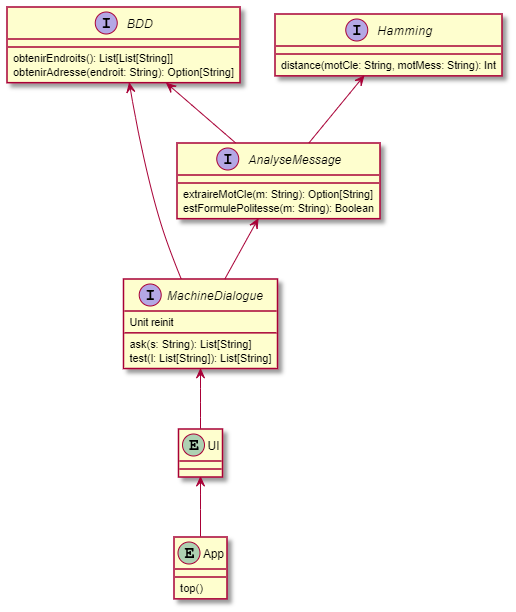 I BDD
obtenirEndroits(): List[List[String]]
obtenirAdresse(endroit: String): Option[String]
I Hamming
distance(motCle: String, motMess: String): Int
I AnalyseMessage
extraireMotCle(m: String): Option[String]
estFormulePolitesse(m: String): Boolean
I MachineDialogue
Unit reinit
ask(s: String): List[String]
test(l: List[String]): List[String]
E UI
E App
top()